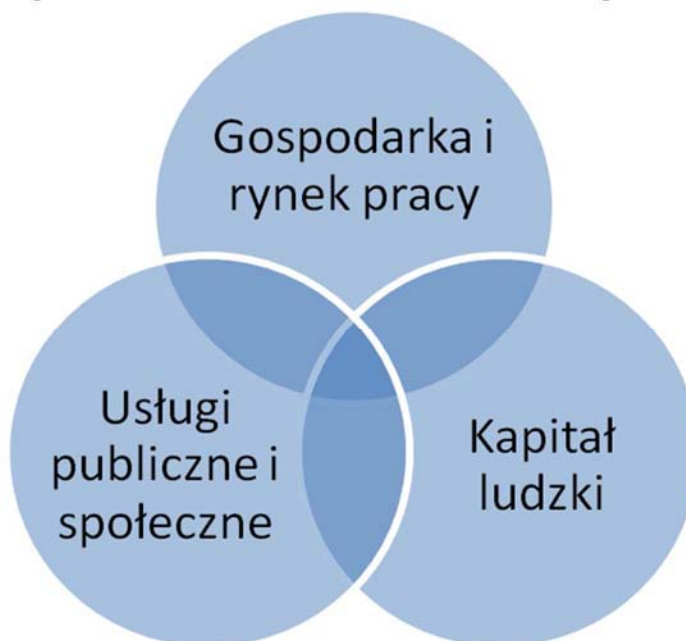 Gospodarka i
rynek pracy
Usługi
publiczne i
społeczne
Kapitał
ludzki